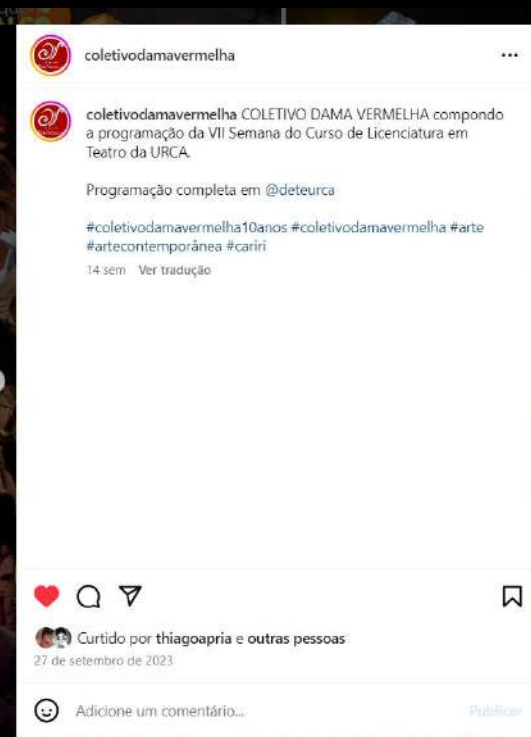 coletivodamavermelha
coletivodamavermelha COLETIVO DAMA VERMELHA compondo
a programação da VII Semana do Curso de Licenciatura em
Teatro da URCA.
Programação completa em @deteurca
#coletivodamavermelha10anos #coletivodamavermelha #arte
#artecontemporânea #cariri
14 sem Ver tradução
Curtido por thiagoapria e outras pessoas
27 de setembro de 2023
Adicione um comentário...
Publicar